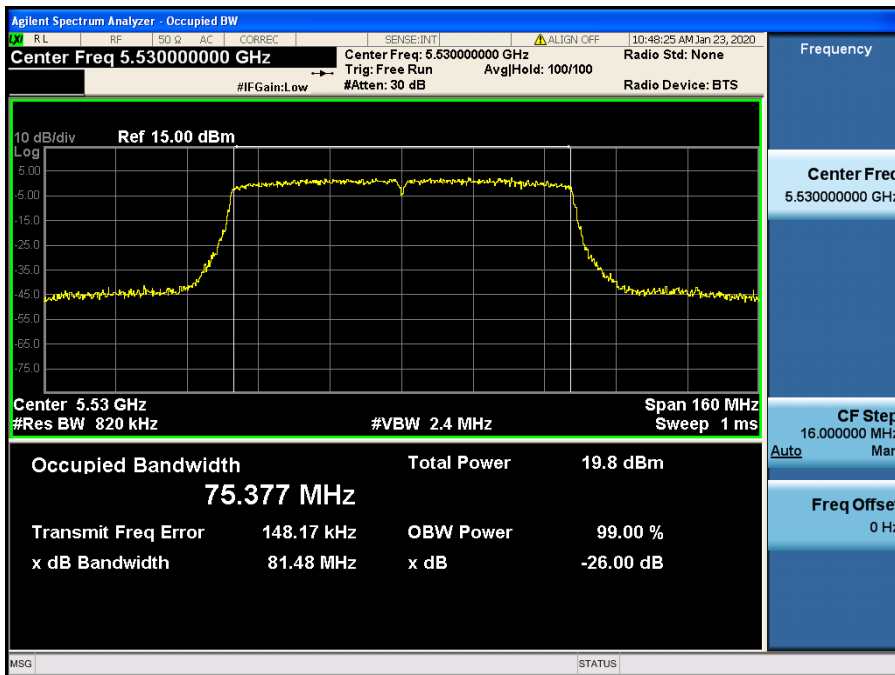 Agilent Spectrum Analyzer - Occupied BW
LXI RL RF 50 Ω AC CORREC SENSE:INT ALIGN OFF 10:48:25 AM Jan 23, 2020
Center Freq 5.530000000 GHz
Center Freq: 5.530000000 GHz
Radio Std: None
Trig: Free Run Avg|Hold: 100/100
#IFGain:Low
#Atten: 30 dB
Radio Device: BTS
10 dB/div Ref 15.00 dBm
Log
5.00
-5.00
-15.0
-25.0
-35.0
-45.0
-55.0
-65.0
-75.0
Center 5.53 GHz Span 160 MHz
#Res BW 820 kHz #VBW 2.4 MHz Sweep 1 ms
Occupied Bandwidth Total Power 19.8 dBm
75.377 MHz
Transmit Freq Error 148.17 kHz OBW Power 99.00 %
x dB Bandwidth 81.48 MHz x dB -26.00 dB
MSG STATUS
Frequency
Center Freq
5.530000000 GHz
CF Step
16.000000 MHz
Auto Man
Freq Offset
0 Hz